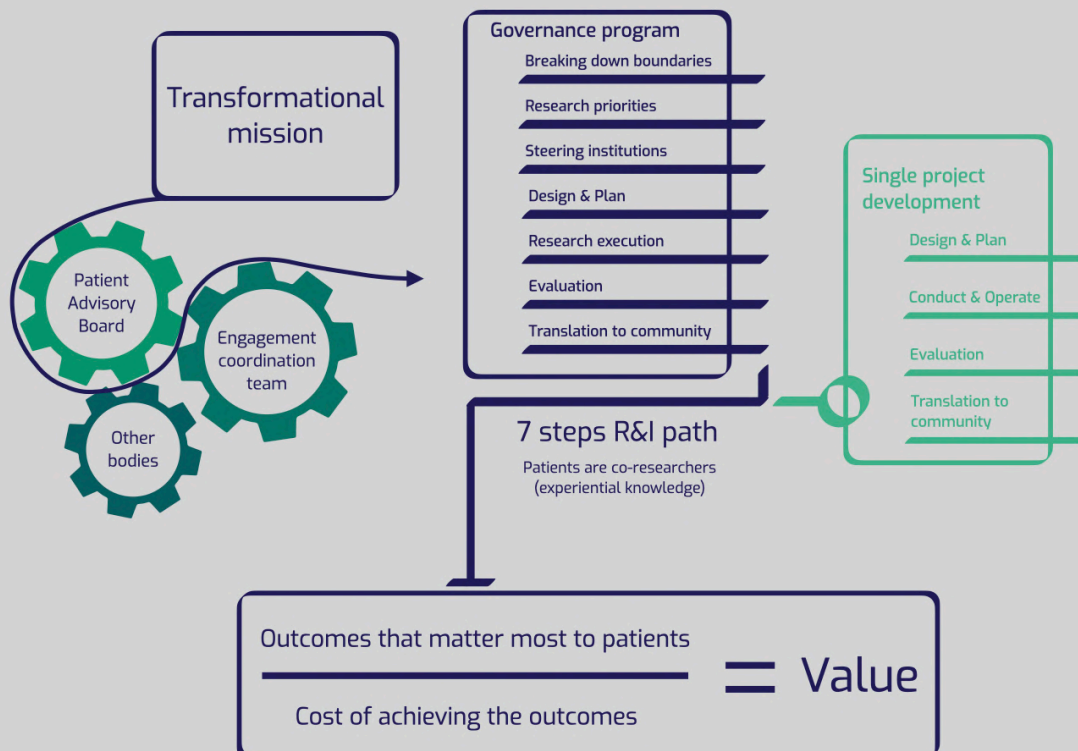 Transformational
mission
Patient
Advisory
Board
Engagement
coordination
team
Other
bodies
Governance program
Breaking down boundaries
Research priorities
Steering institutions
Design & Plan
Research execution
Evaluation
Translation to community
7 steps R&I path
Patients are co-researchers
(experiential knowledge)
Single project
development
Design & Plan
Conduct & Operate
Evaluation
Translation to
community
Outcomes that matter most to patients
Cost of achieving the outcomes
= Value